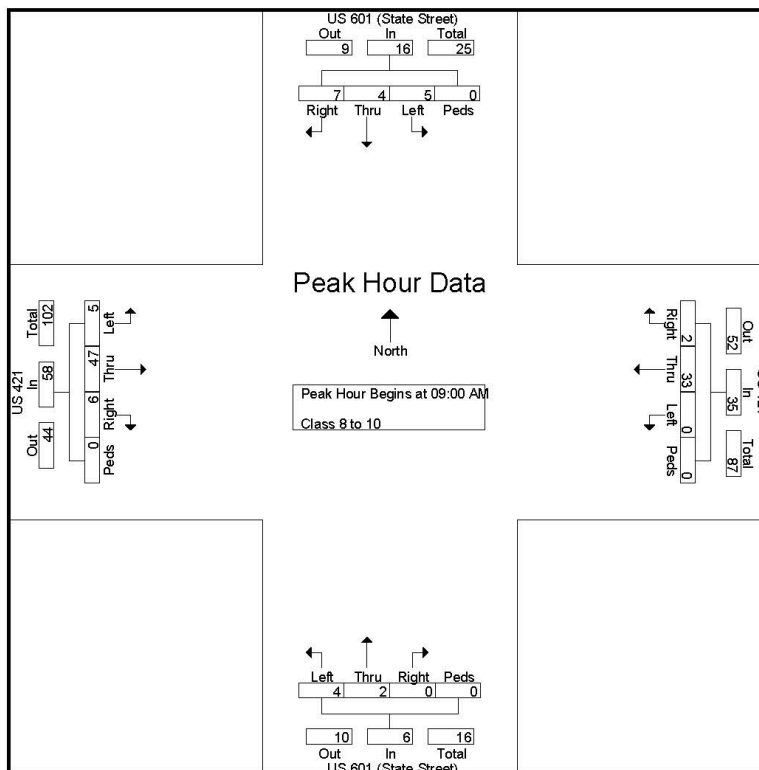 US 601 (State Street)
Out In Total
9 16 25
7 4 5 0
Right Thru Left Peds
Peak Hour Data
North
Peak Hour Begins at 09:00 AM
Class 8 to 10
US 421
Total In Out
102 58 44
5 47 6 0
Left Thru Right Peds
Right Thru Left Peds
2 33 0 0
52 35 87
Out In Total
Left Thru Right Peds
4 2 0 0
10 6 16
Out In Total
US 601 (State Street)